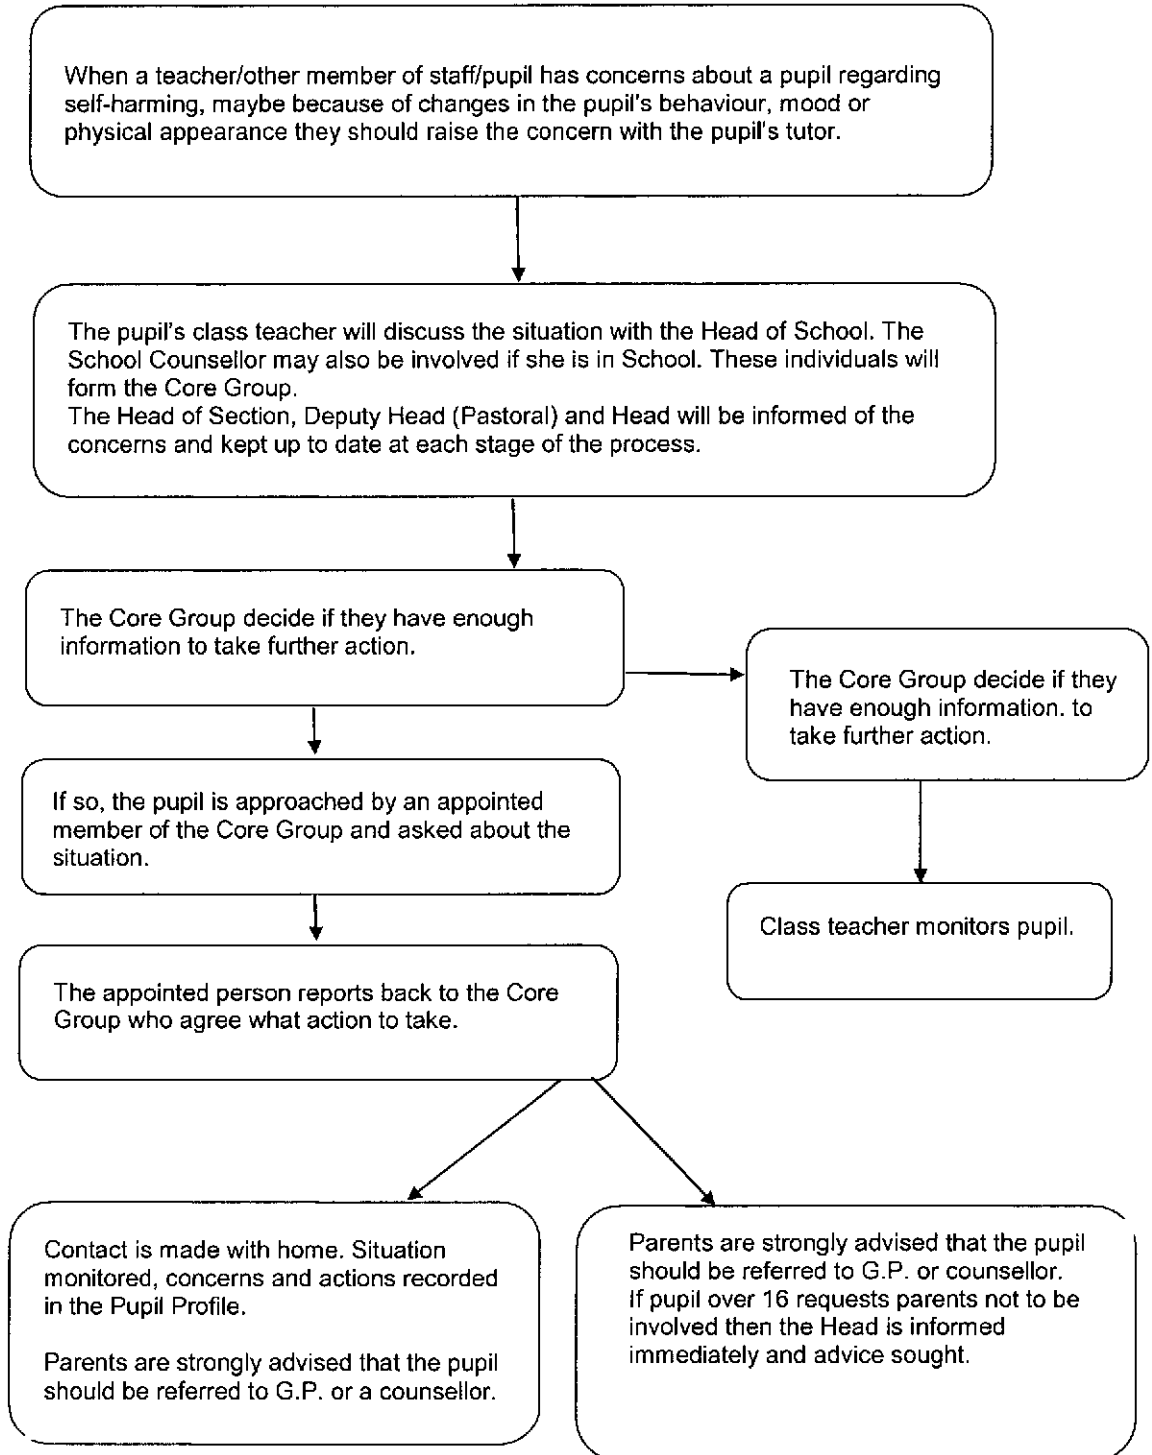 When a teacher/other member of staff/pupil has concerns about a pupil regarding
self-harming, maybe because of changes in the pupil's behaviour, mood or
physical appearance they should raise the concern with the pupil's tutor.
The pupil's class teacher will discuss the situation with the Head of School. The
School Counsellor may also be involved if she is in School. These individuals will
form the Core Group.
The Head of Section, Deputy Head (Pastoral) and Head will be informed of the
concerns and kept up to date at each stage of the process.
The Core Group decide if they have enough
information to take further action.
The Core Group decide if they
have enough information. to
take further action.
If so, the pupil is approached by an appointed
member of the Core Group and asked about the
situation.
Class teacher monitors pupil.
The appointed person reports back to the Core
Group who agree what action to take.
Contact is made with home. Situation
monitored, concerns and actions recorded
in the Pupil Profile.
Parents are strongly advised that the pupil
should be referred to G.P. or a counsellor.
Parents are strongly advised that the pupil
should be referred to G.P. or counsellor.
If pupil over 16 requests parents not to be
involved then the Head is informed
immediately and advice sought.